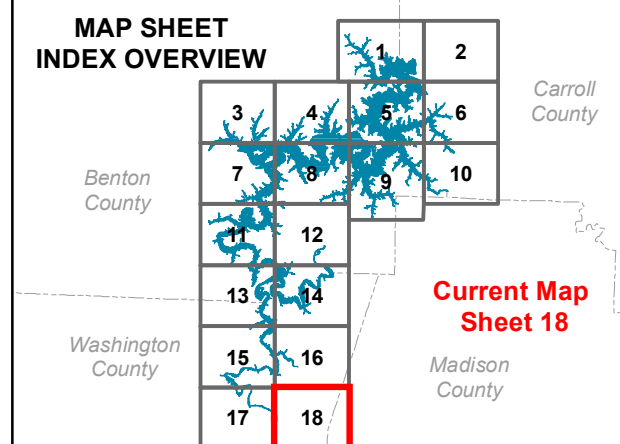 MAP SHEET
INDEX OVERVIEW
1
2
Carroll
County
3
4
5
6
Benton
County
7
8
9
10
11
12
13
14
Current Map
Sheet 18
Washington
County
15
16
Madison
County
17
18